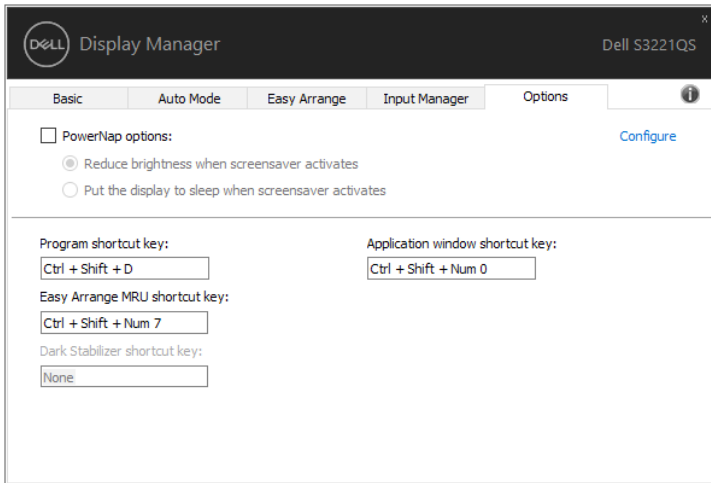 x
DELL Display Manager Dell S3221QS
Basic Auto Mode Easy Arrange Input Manager Options i
PowerNap options: Configure
Reduce brightness when screensaver activates
Put the display to sleep when screensaver activates
Program shortcut key: Application window shortcut key:
Ctrl + Shift + D Ctrl + Shift + Num 0
Easy Arrange MRU shortcut key:
Ctrl + Shift + Num 7
Dark Stabilizer shortcut key:
None